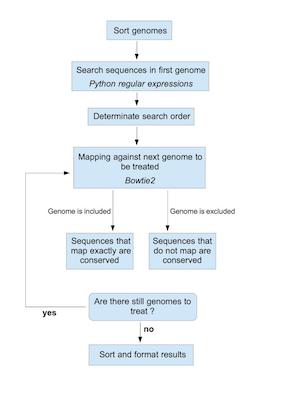 Sort genomes
Search sequences in first genome
Python regular expressions
Determinate search order
Mapping against next genome to
be treated
Bowtie2
Genome is included
Genome is excluded
Sequences that
map exactly are
conserved
Sequences that
do not map are
conserved
Are there still genomes to
treat ?
yes
no
Sort and format results